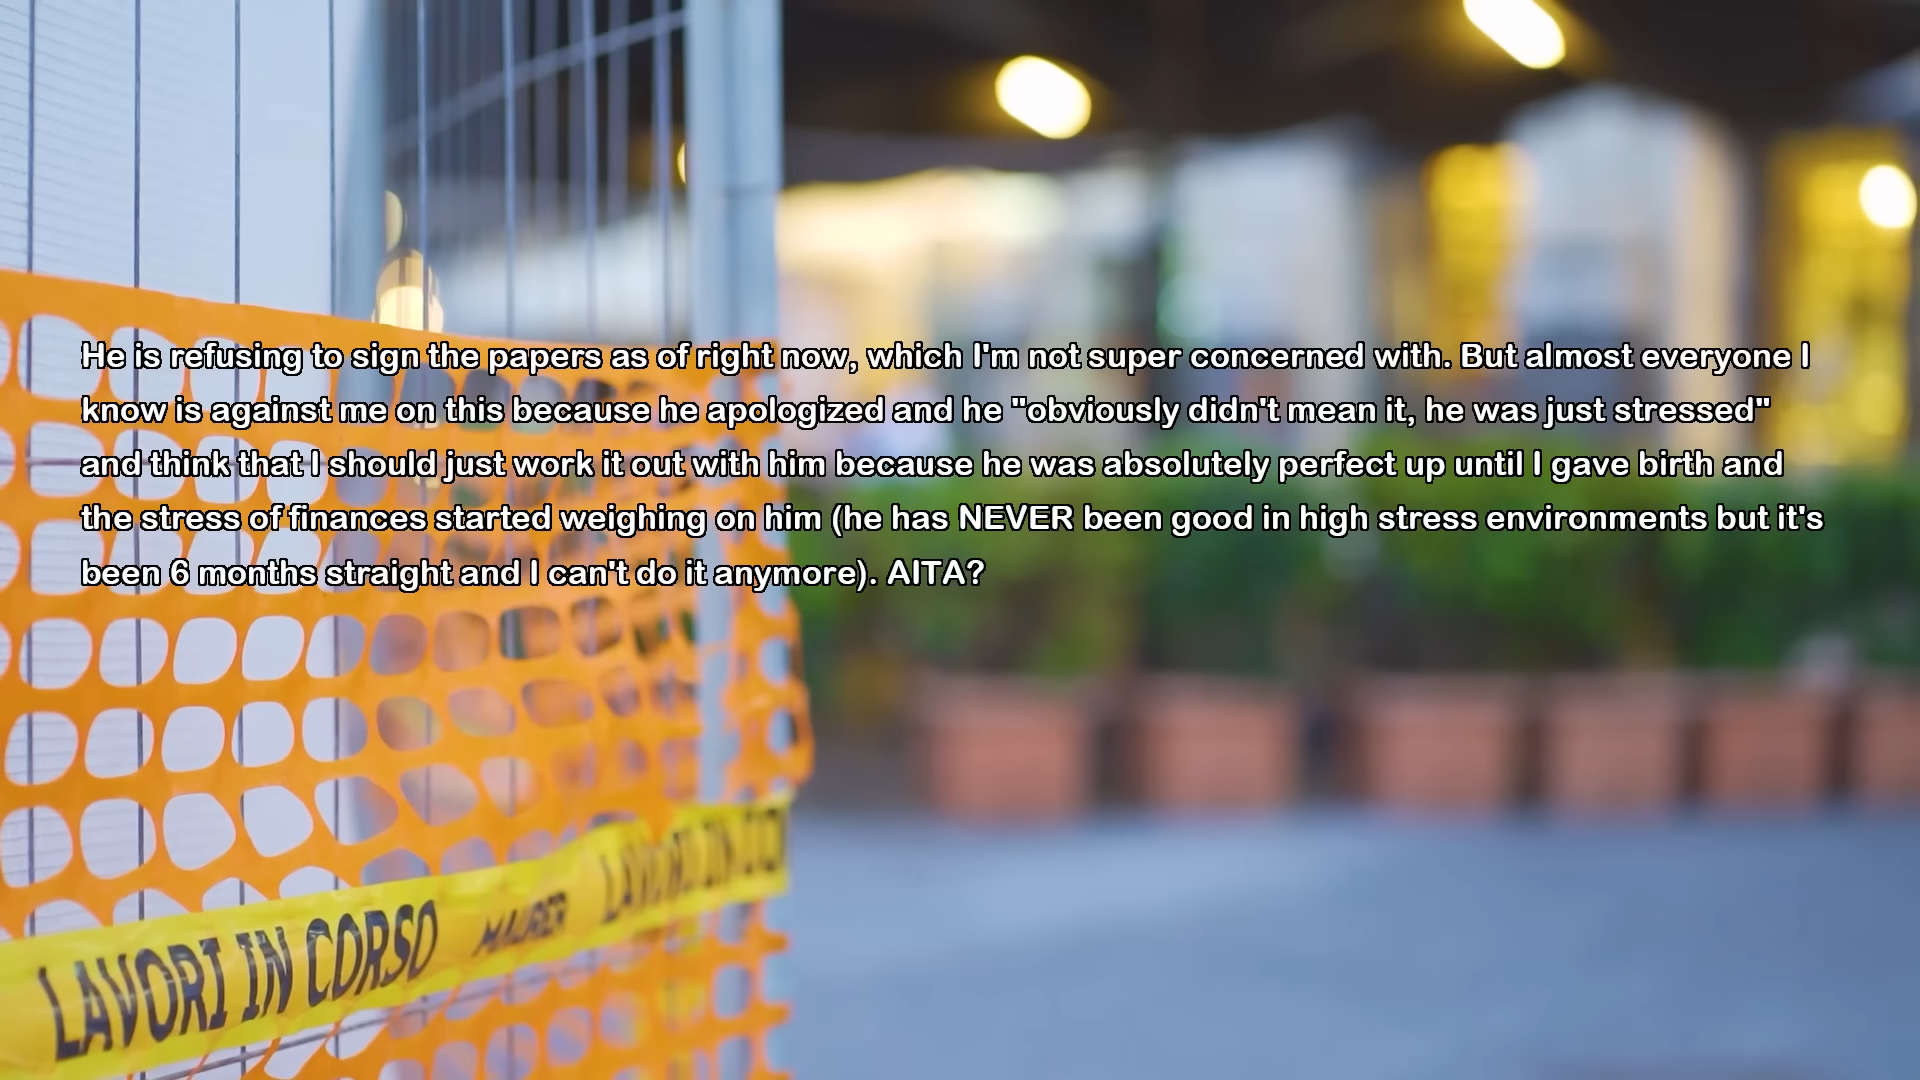 He is refusing to sign the papers as of right now, which I'm not super concerned with. But almost everyone I
know is against me on this because he apologized and he "obviously didn't mean it, he was just stressed"
and think that I should just work it out with him because he was absolutely perfect up until I gave birth and
the stress of finances started weighing on him (he has NEVER been good in high stress environments but it's
been 6 months straight and I can't do it anymore). AITA?
LAVORI IN CORSO MAURER LAVORI IN